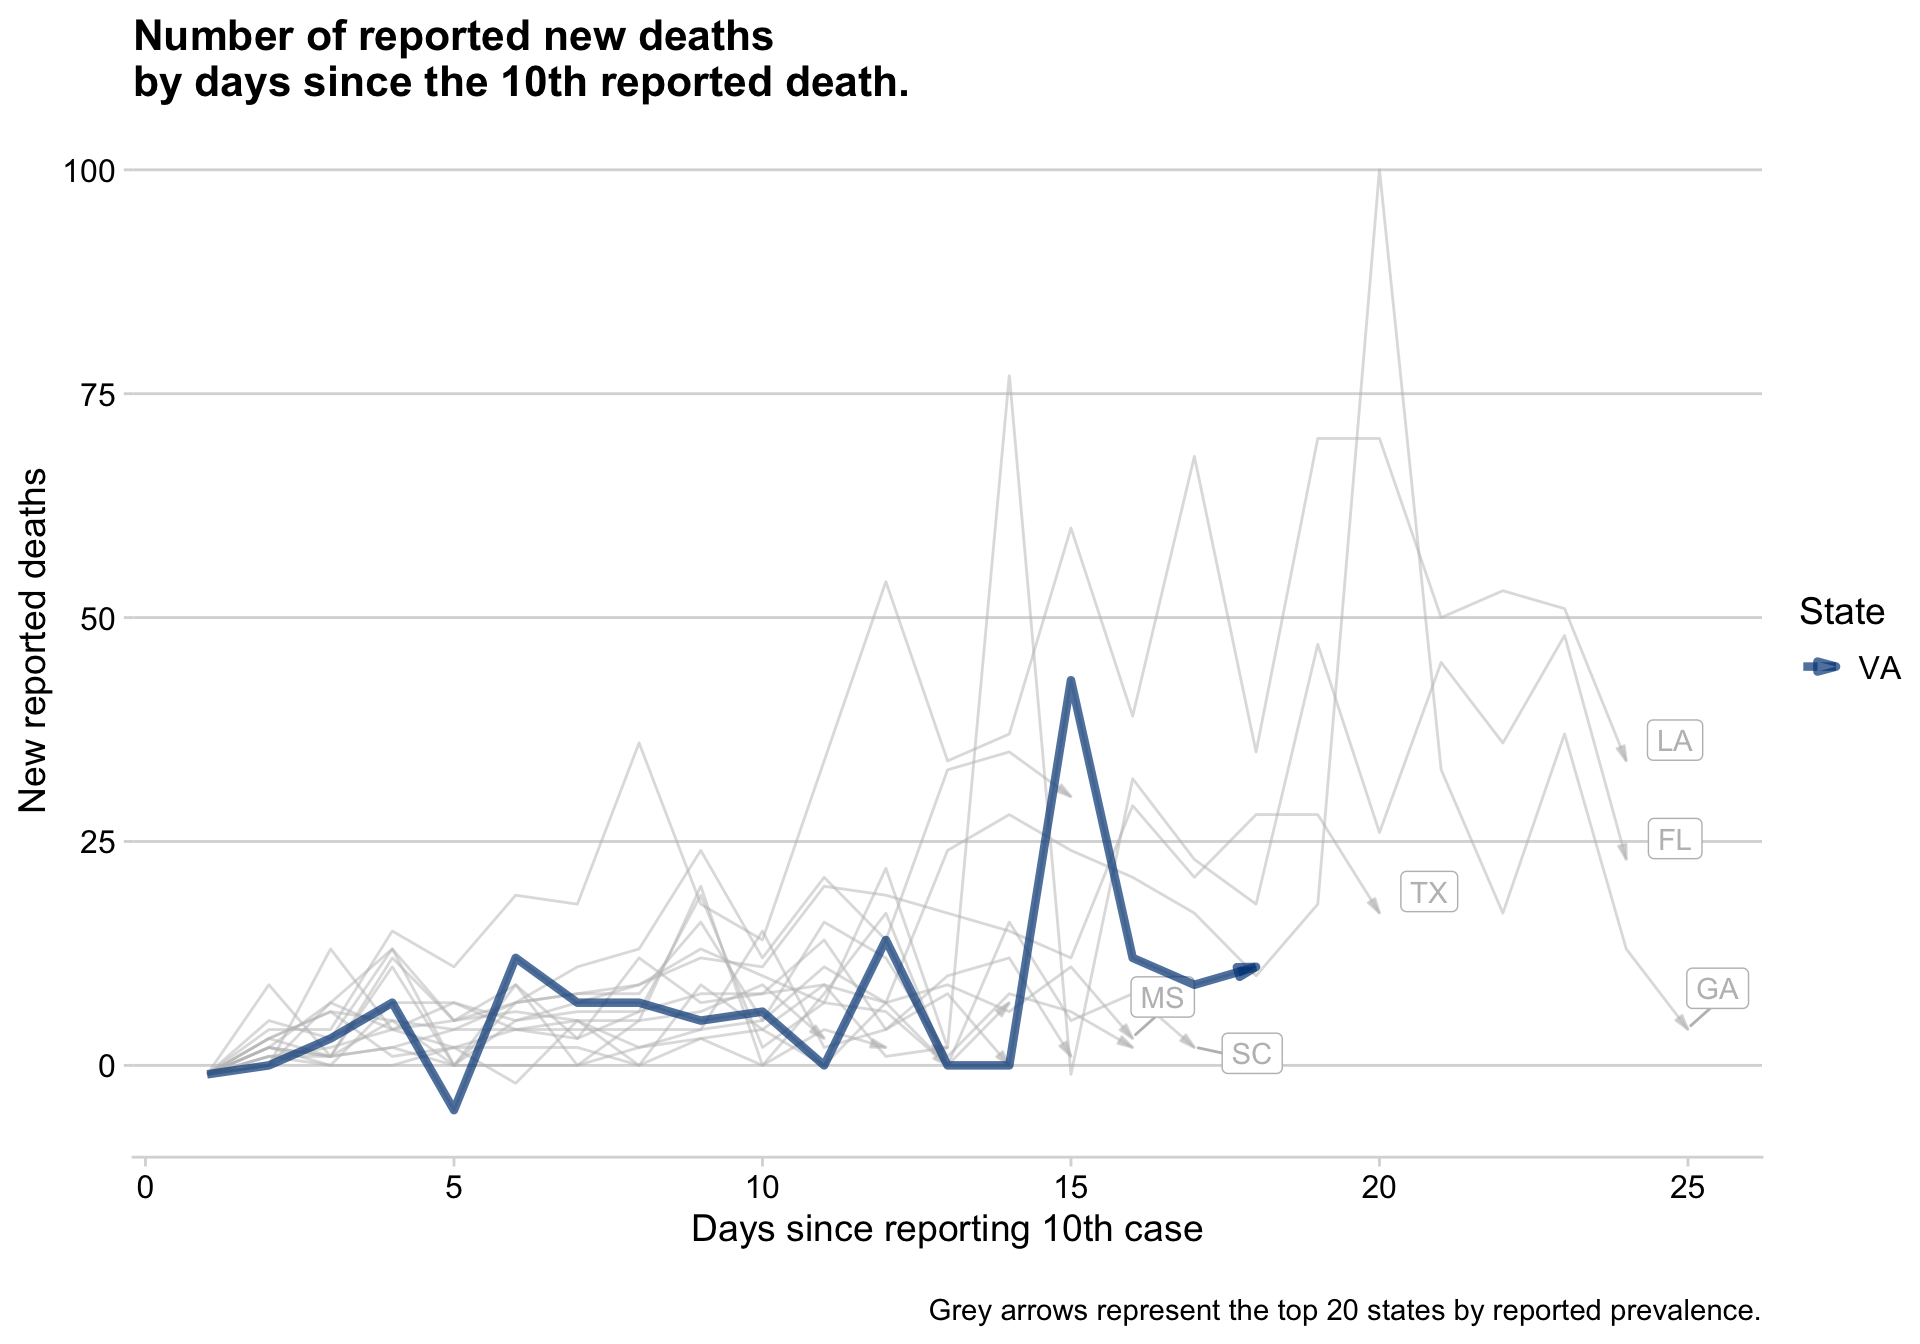 Number of reported new deaths
by days since the 10th reported death.
100
75
50
25
0
New reported deaths
LA
FL
TX
GA
MS
SC
State
VA
0 5 10 15 20 25
Days since reporting 10th case
Grey arrows represent the top 20 states by reported prevalence.